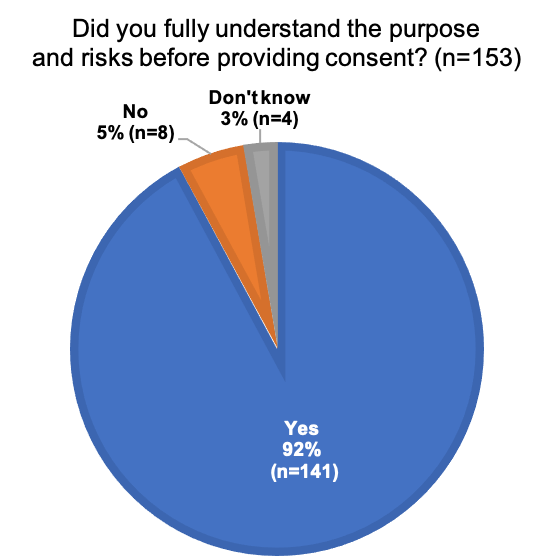 Did you fully understand the purpose
and risks before providing consent? (n=153)
Don't know
3% (n=4)
No
5% (n=8)
Yes
92%
(n=141)